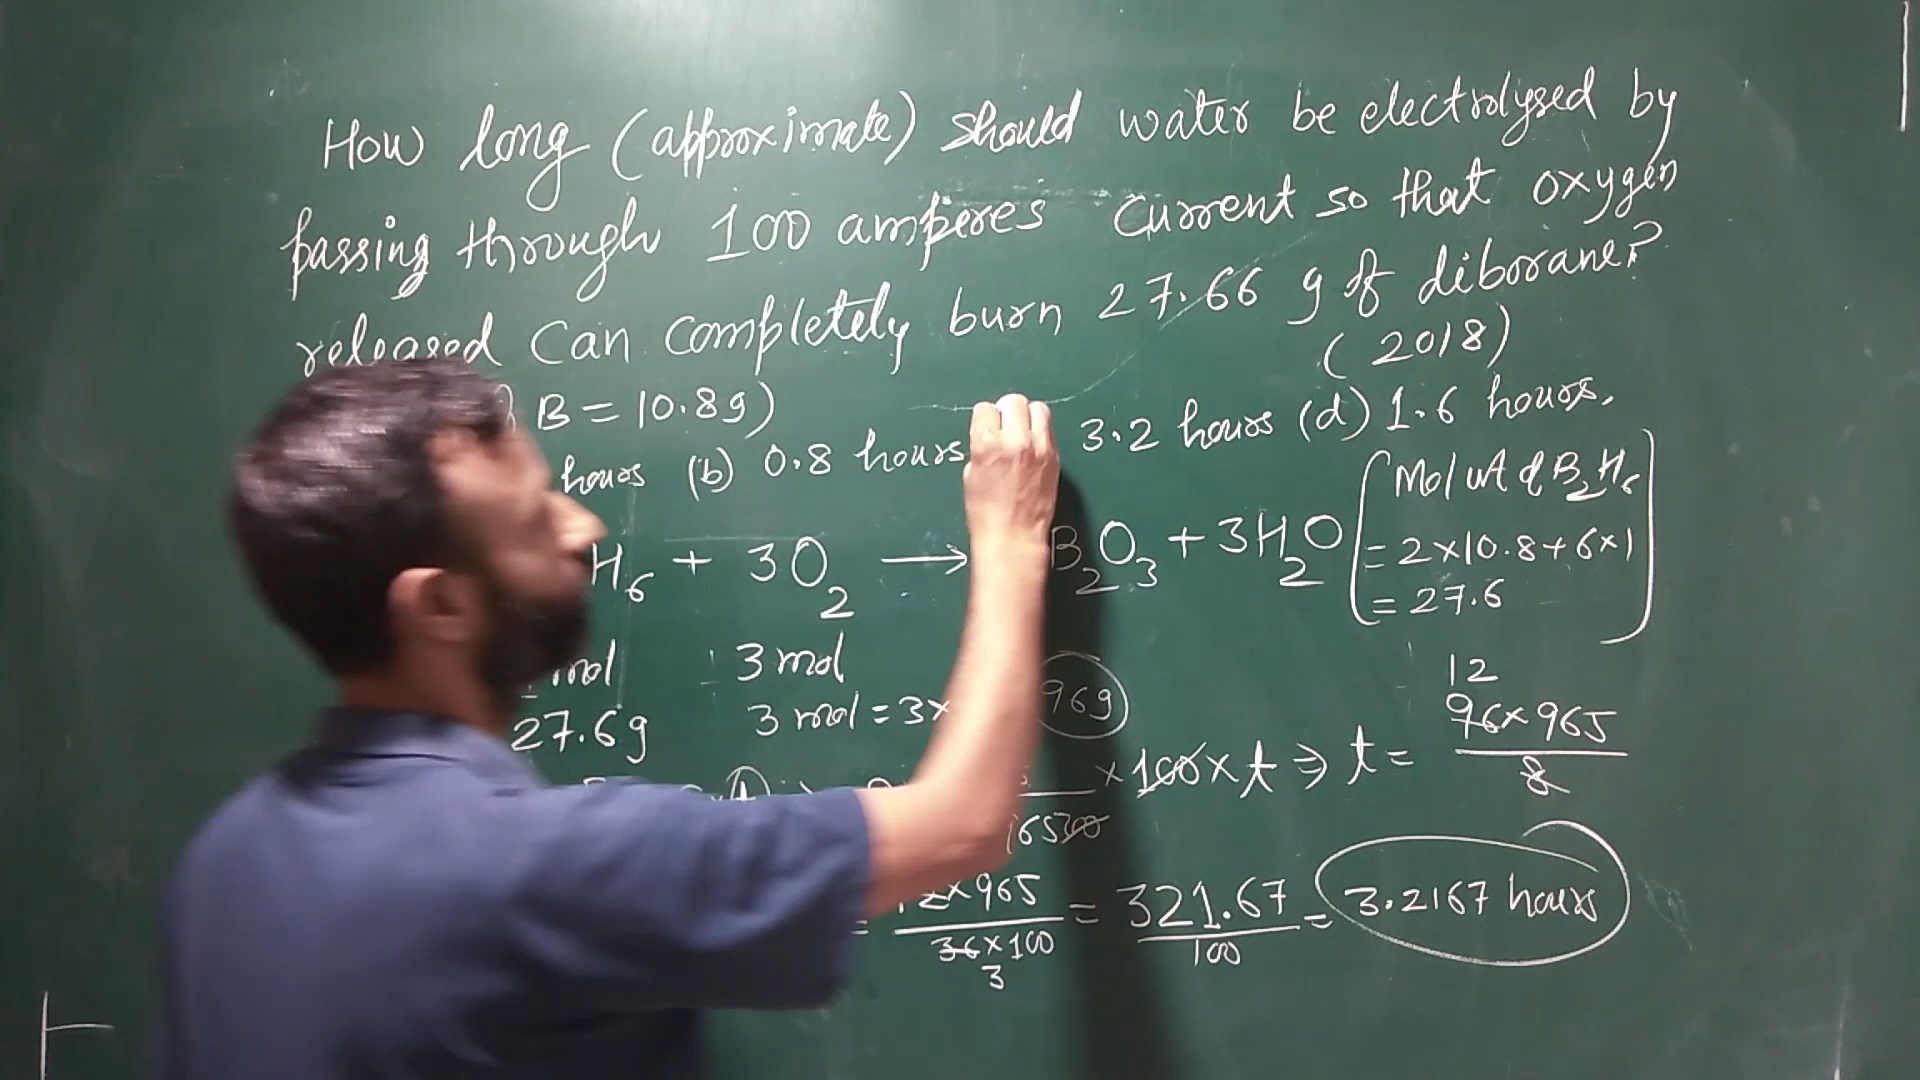 How long (approximate) should water be electrolysed by
passing through 100 amperes current so that oxygen
released can completely burn 27.66 g of diborane?
(2018)
B = 10.8g)
hours (b) 0.8 hours 3.2 hours (d) 1.6 hours.
[Mol wt of B2H6
= 2×10.8+6×1
= 27.6]
H6 + 3O2 → B2O3 + 3H2O
mol 3 mol
27.6g 3 mol = 3× 96g
×100×t ⇒ t = 96×965 / 8
12
96500
= 12×965 / 36×100 = 321.67 / 100 = 3.2167 hours
3